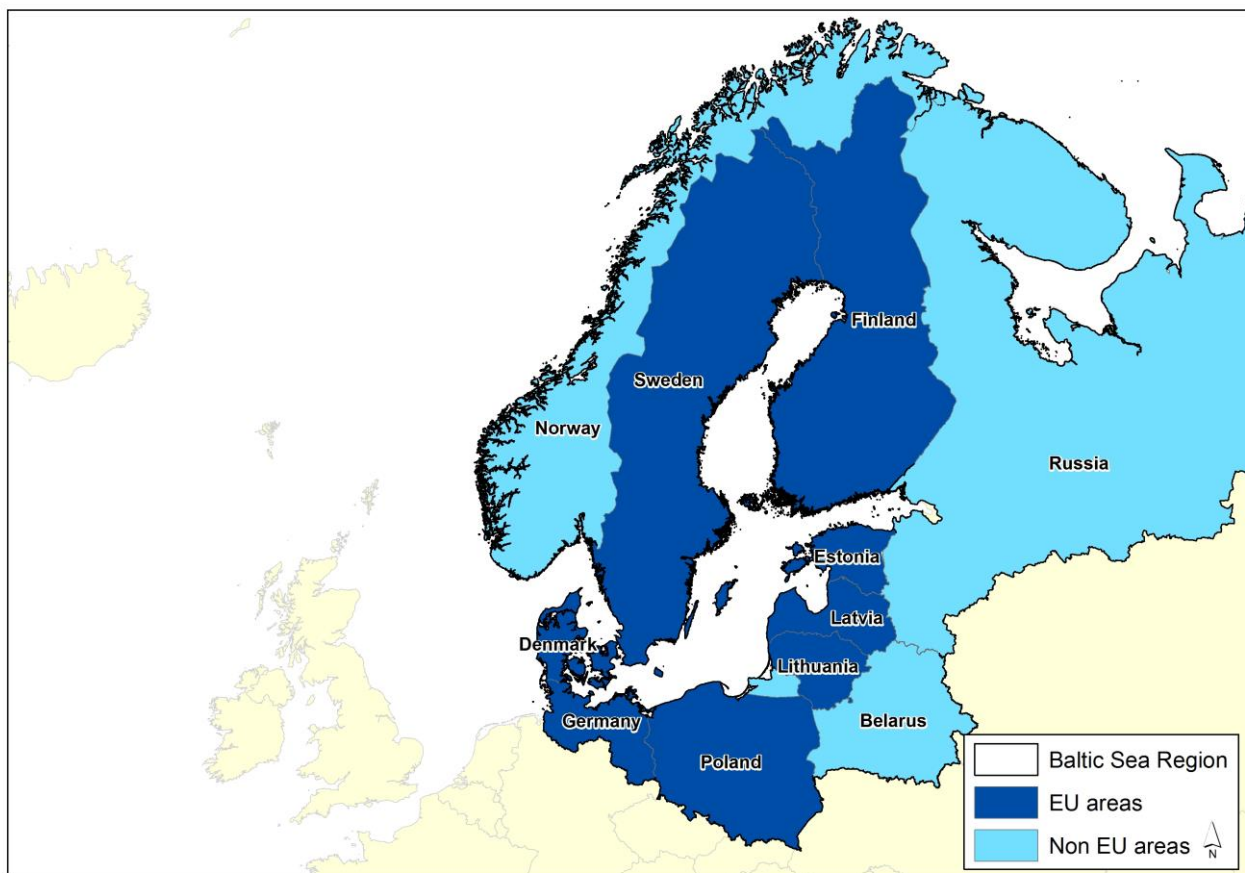 Finland
Sweden
Norway
Russia
Estonia
Latvia
Denmark
Lithuania
Germany
Belarus
Poland
Baltic Sea Region
EU areas
Non EU areas
N